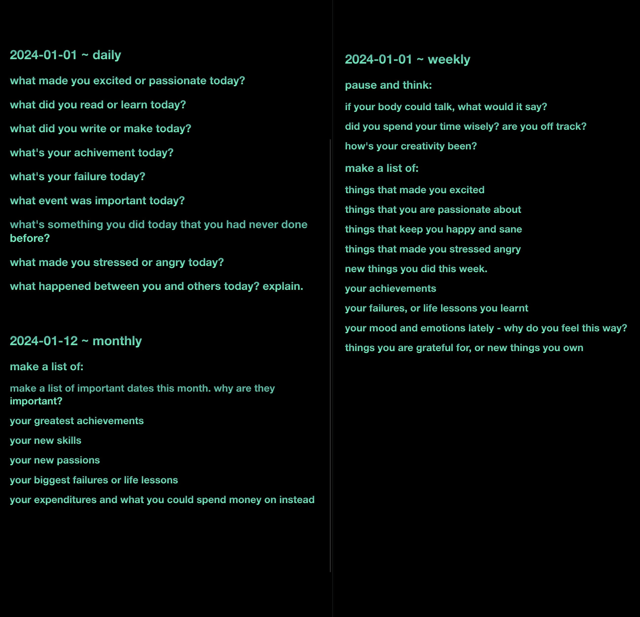 2024-01-01 ~ daily
what made you excited or passionate today?
what did you read or learn today?
what did you write or make today?
what's your achivement today?
what's your failure today?
what event was important today?
what's something you did today that you had never done
before?
what made you stressed or angry today?
what happened between you and others today? explain.
2024-01-12 ~ monthly
make a list of:
make a list of important dates this month. why are they
important?
your greatest achievements
your new skills
your new passions
your biggest failures or life lessons
your expenditures and what you could spend money on instead
2024-01-01 ~ weekly
pause and think:
if your body could talk, what would it say?
did you spend your time wisely? are you off track?
how's your creativity been?
make a list of:
things that made you excited
things that you are passionate about
things that keep you happy and sane
things that made you stressed angry
new things you did this week.
your achievements
your failures, or life lessons you learnt
your mood and emotions lately - why do you feel this way?
things you are grateful for, or new things you own